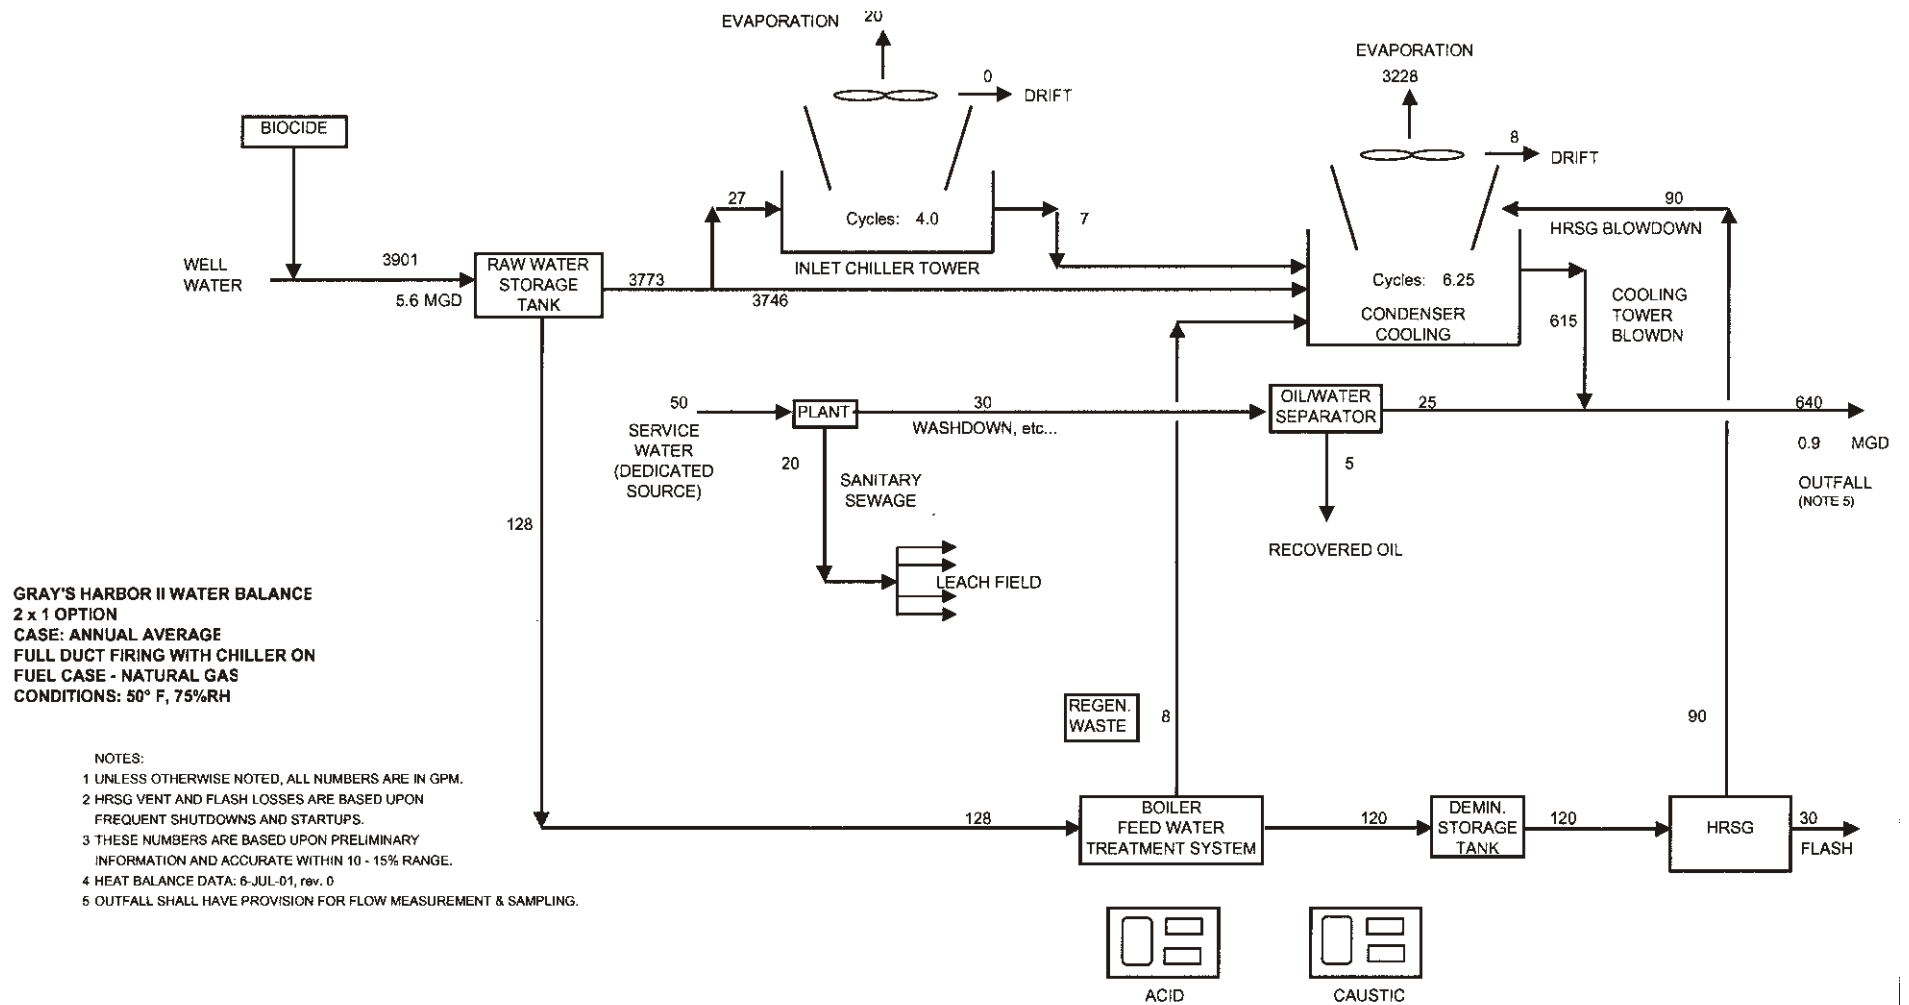 EVAPORATION 20
0
DRIFT
EVAPORATION
3228
8
DRIFT
BIOCIDE
27
Cycles: 4.0
7
90
HRSG BLOWDOWN
WELL
WATER
3901
5.6 MGD
RAW WATER
STORAGE
TANK
3773
3746
INLET CHILLER TOWER
Cycles: 6.25
CONDENSER
COOLING
615
COOLING
TOWER
BLOWDN
50
SERVICE
WATER
(DEDICATED
SOURCE)
PLANT
30
WASHDOWN, etc...
OIL/WATER
SEPARATOR
25
640
0.9 MGD
OUTFALL
(NOTE 5)
20
SANITARY
SEWAGE
5
RECOVERED OIL
LEACH FIELD
128
GRAY'S HARBOR II WATER BALANCE
2 x 1 OPTION
CASE: ANNUAL AVERAGE
FULL DUCT FIRING WITH CHILLER ON
FUEL CASE - NATURAL GAS
CONDITIONS: 50° F, 75%RH
REGEN.
WASTE
8
90
NOTES:
1 UNLESS OTHERWISE NOTED, ALL NUMBERS ARE IN GPM.
2 HRSG VENT AND FLASH LOSSES ARE BASED UPON
FREQUENT SHUTDOWNS AND STARTUPS.
3 THESE NUMBERS ARE BASED UPON PRELIMINARY
INFORMATION AND ACCURATE WITHIN 10 - 15% RANGE.
4 HEAT BALANCE DATA: 6-JUL-01, rev. 0
5 OUTFALL SHALL HAVE PROVISION FOR FLOW MEASUREMENT & SAMPLING.
128
BOILER
FEED WATER
TREATMENT SYSTEM
120
DEMIN.
STORAGE
TANK
120
HRSG
30
FLASH
ACID
CAUSTIC